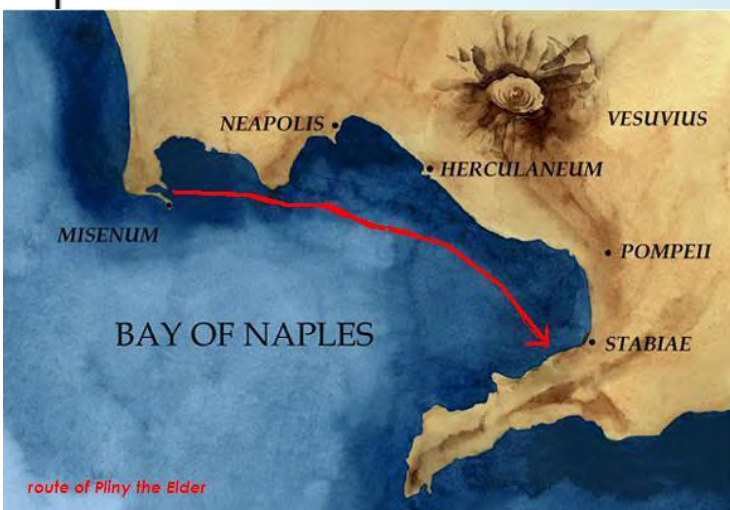 NEAPOLIS
VESUVIUS
HERCULANEUM
MISENUM
POMPEII
BAY OF NAPLES
STABIAE
route of Pliny the Elder